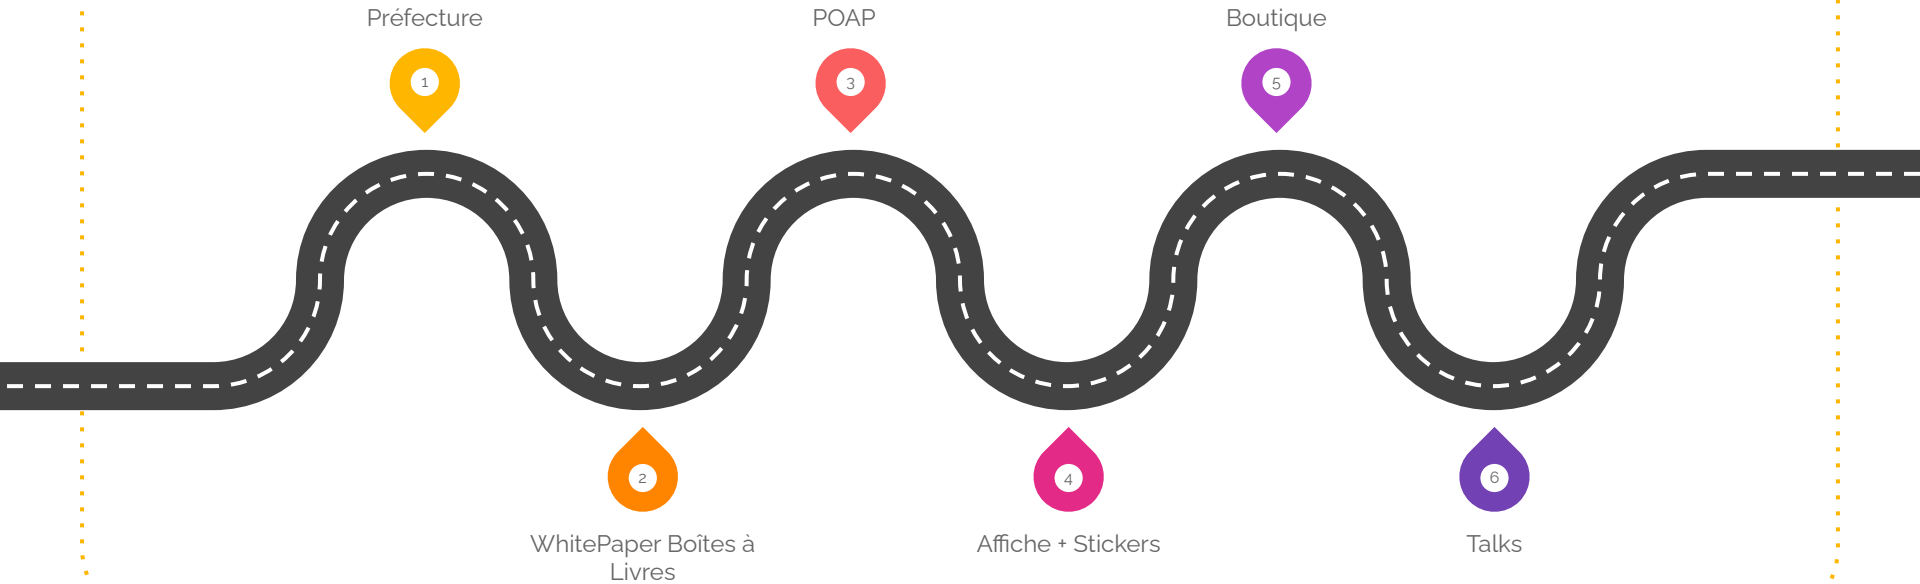 Préfecture
1
WhitePaper Boîtes à
Livres
2
POAP
3
Affiche + Stickers
4
Boutique
5
Talks
6